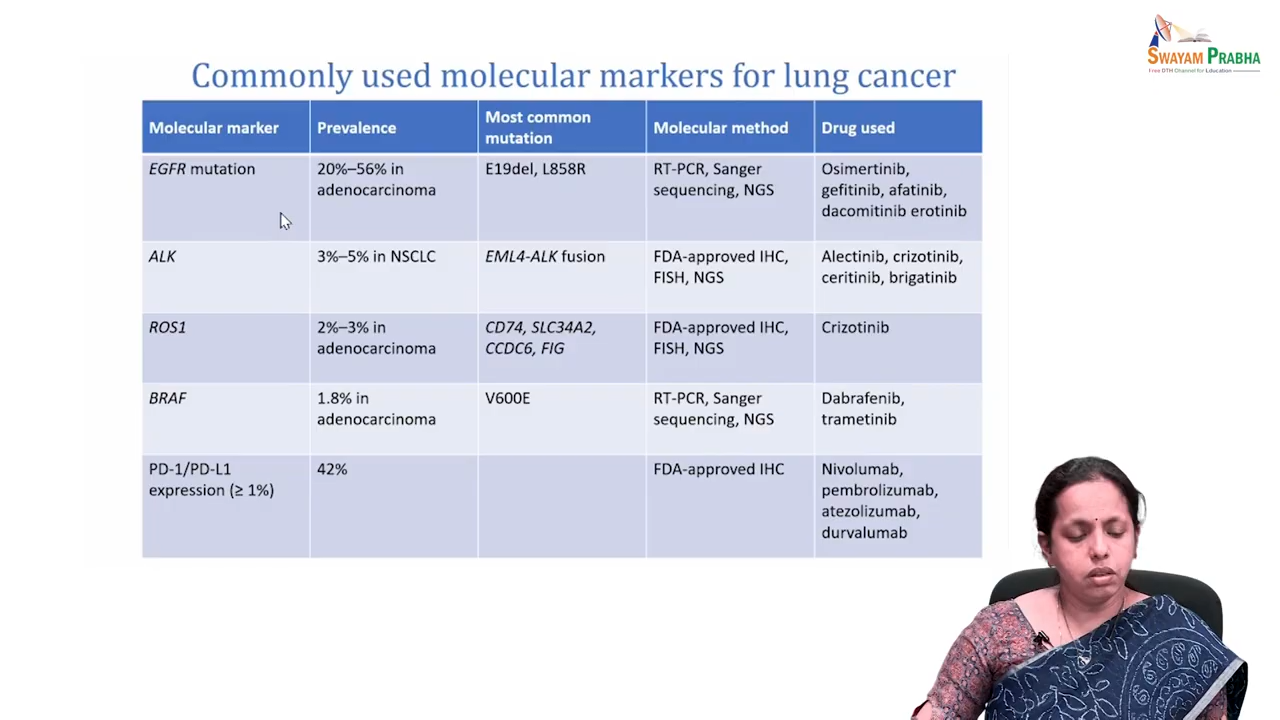 SWAYAM PRABHA
Free DTH Channel for Education
Commonly used molecular markers for lung cancer
Molecular marker
Prevalence
Most common
mutation
Molecular method
Drug used
EGFR mutation
20%–56% in
adenocarcinoma
E19del, L858R
RT-PCR, Sanger
sequencing, NGS
Osimertinib,
gefitinib, afatinib,
dacomitinib erotinib
ALK
3%–5% in NSCLC
EML4-ALK fusion
FDA-approved IHC,
FISH, NGS
Alectinib, crizotinib,
ceritinib, brigatinib
ROS1
2%–3% in
adenocarcinoma
CD74, SLC34A2,
CCDC6, FIG
FDA-approved IHC,
FISH, NGS
Crizotinib
BRAF
1.8% in
adenocarcinoma
V600E
RT-PCR, Sanger
sequencing, NGS
Dabrafenib,
trametinib
PD-1/PD-L1
expression (≥ 1%)
42%
FDA-approved IHC
Nivolumab,
pembrolizumab,
atezolizumab,
durvalumab